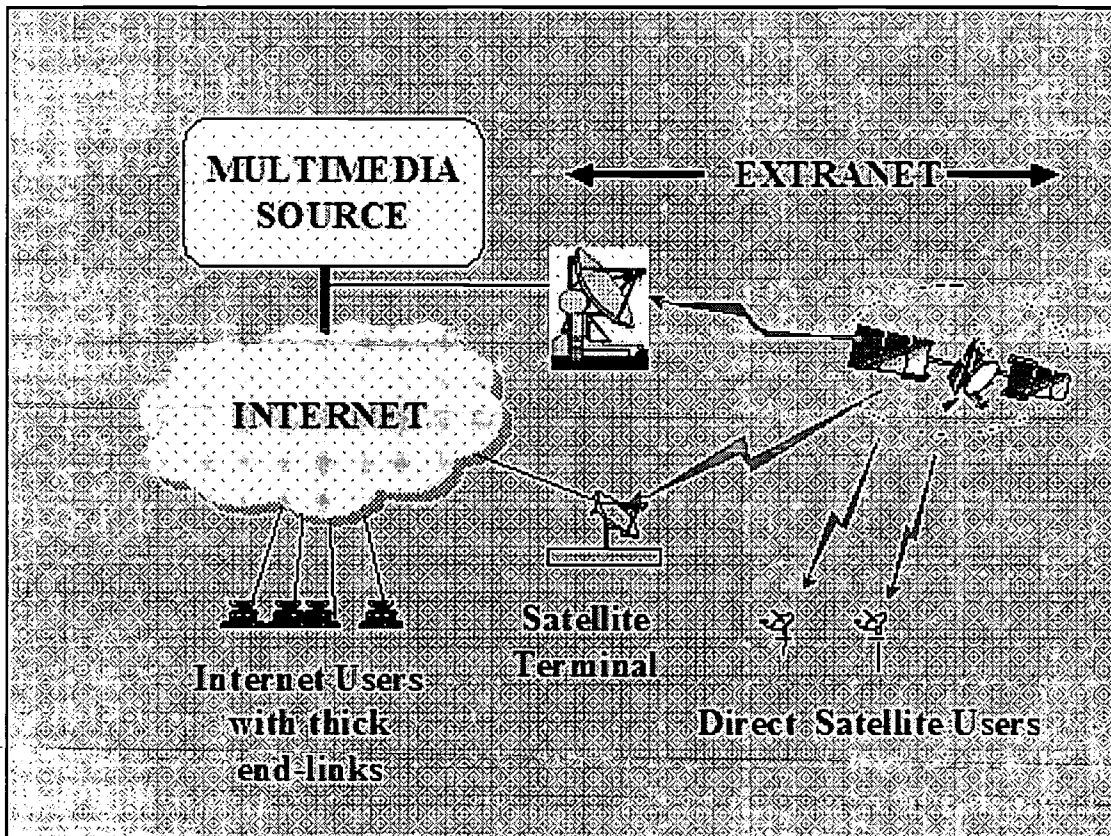 MULTIMEDIA
SOURCE
EXTRANET
INTERNET
Satellite
Terminal
Internet Users
with thick
end-links
Direct Satellite Users